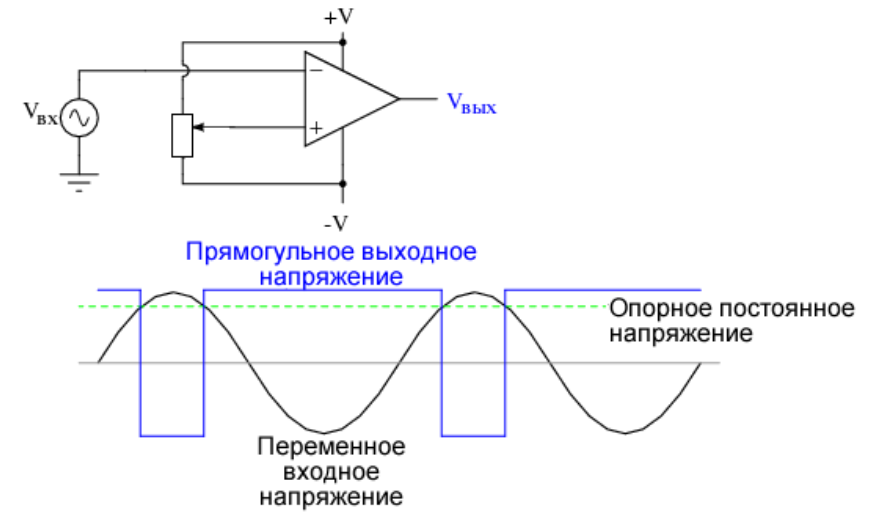 +V
−
Vвх
+
Vвых
-V
Прямогульное выходное
напряжение
Опорное постоянное
напряжение
Переменное
входное
напряжение